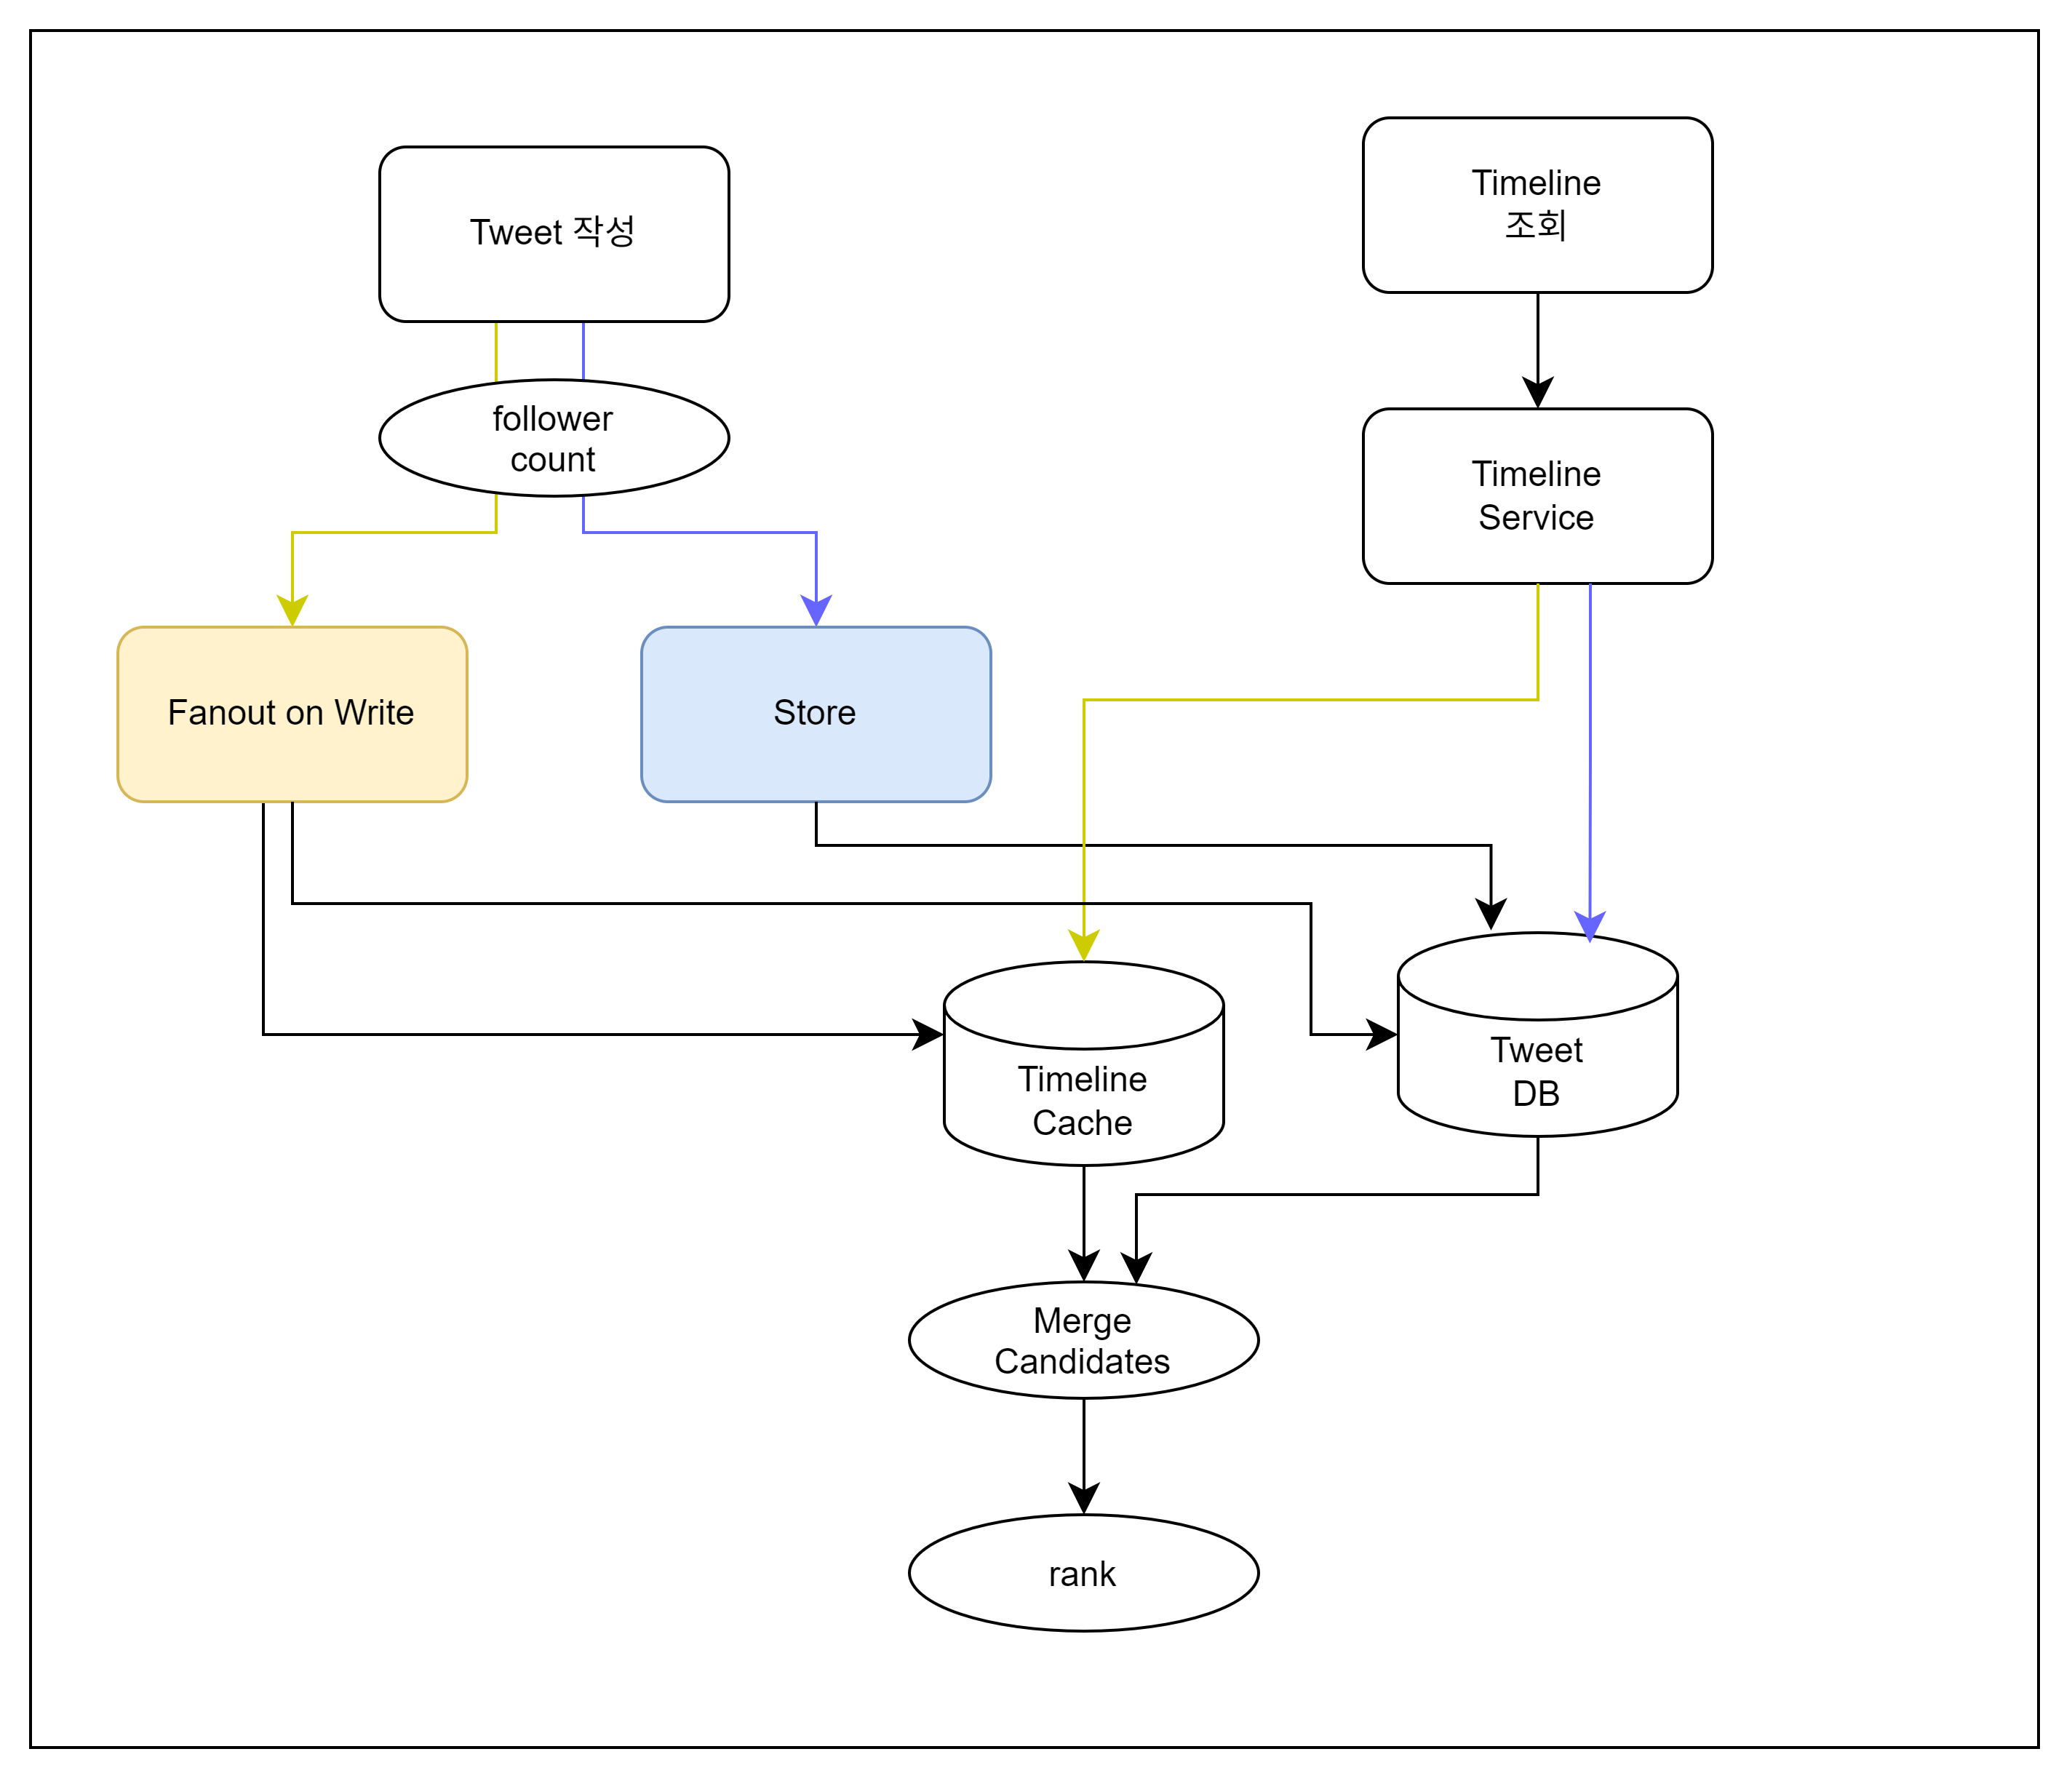 Tweet 작성
Timeline
조회
follower
count
Timeline
Service
Fanout on Write
Store
Timeline
Cache
Tweet
DB
Merge
Candidates
rank